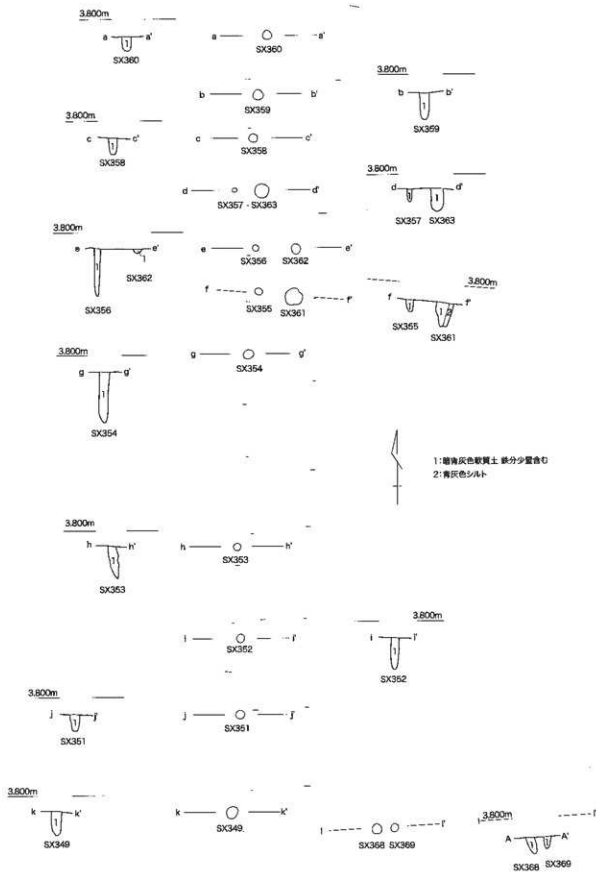 3.800m
a a' a a'
SX360 SX360
3.800m
b b' b b'
SX359 SX359
3.800m
c c' c c'
SX358 SX358
3.800m
d d' d d'
SX357 - SX363 SX357 SX363
3.800m
e e' e e'
SX362 SX356 SX362
SX356
3.800m
f f' f f'
SX355 SX361 SX355 SX361
3.800m
g g' g g'
SX354 SX354
1:暗青灰色軟質土 鉄分少量含む
2:青灰色シルト
3.800m
h h' h h'
SX353 SX353
3.800m
i i' i i'
SX352 SX352
3.800m
j j' j j'
SX351 SX351
3.800m
k k' k k'
SX349 SX349
l l'
SX368 SX369
3.800m
l l'
A A'
SX368 SX369